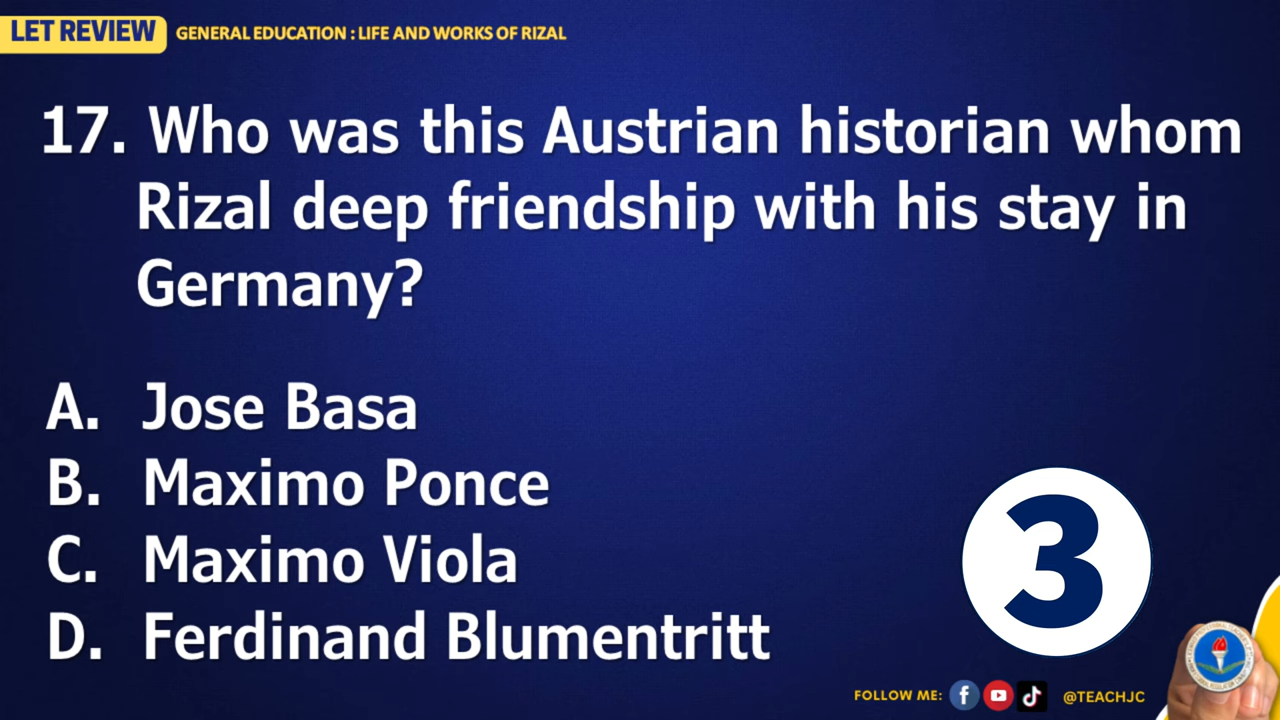 LET REVIEW
GENERAL EDUCATION : LIFE AND WORKS OF RIZAL
17. Who was this Austrian historian whom
Rizal deep friendship with his stay in
Germany?
A. Jose Basa
B. Maximo Ponce
C. Maximo Viola
D. Ferdinand Blumentritt
3
FOLLOW ME: @TEACHJC